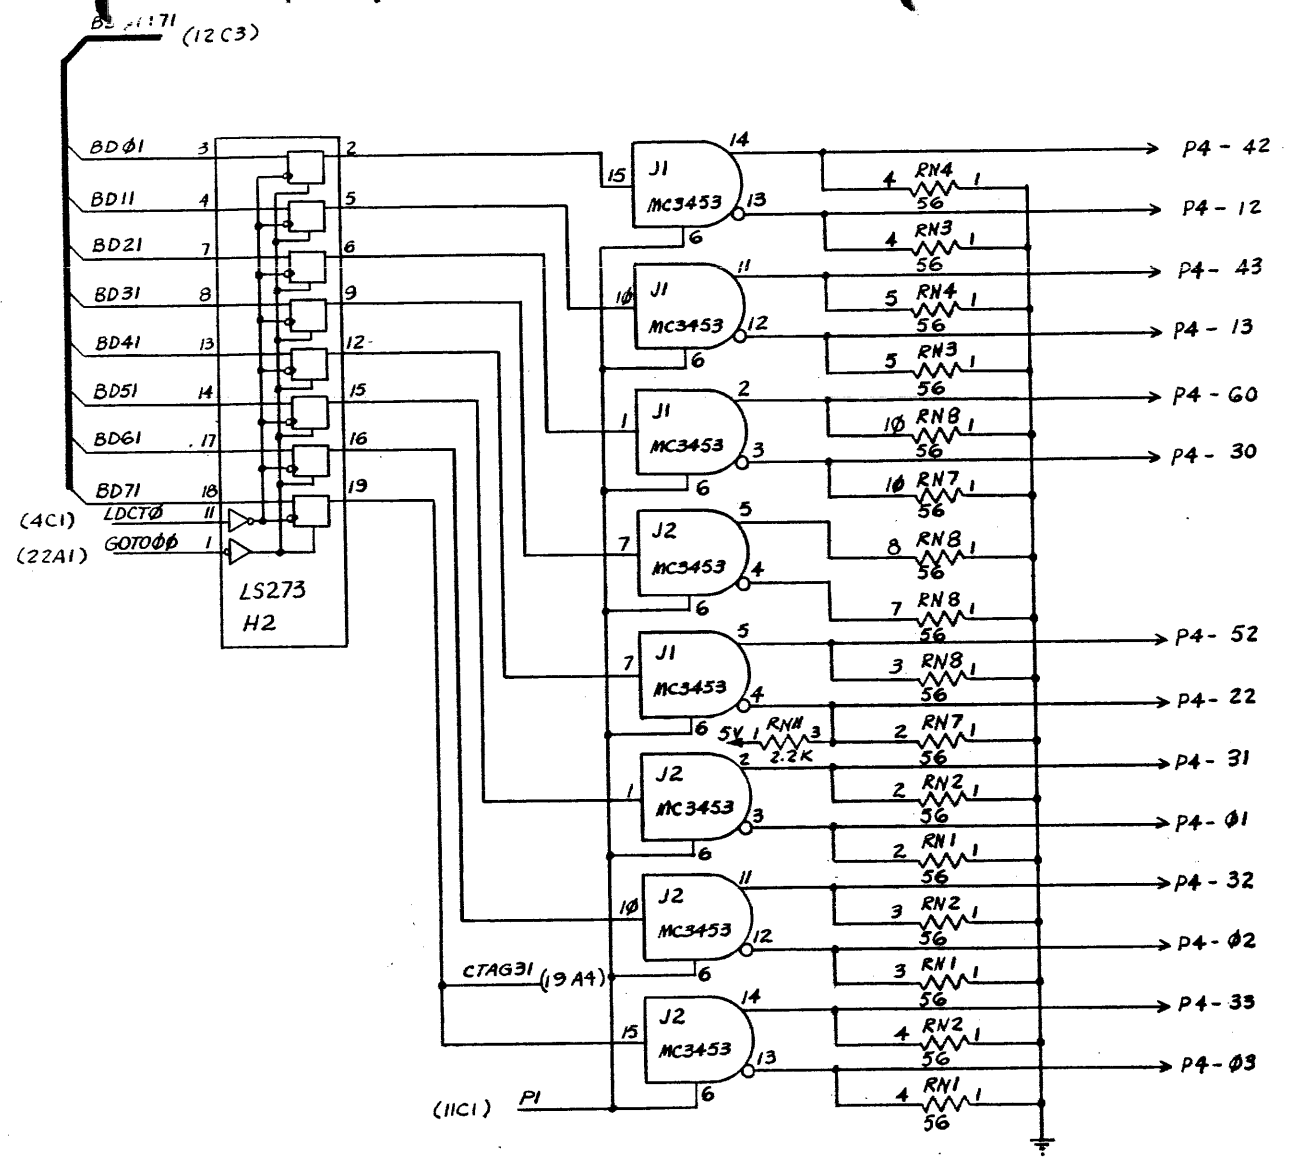 (12C3)
BDØ1 3 2
BD11 4 5
BD21 7 6
BD31 8 9
BD41 13 12
BD51 14 15
BD61 17 16
BD71 18 19
(4C1) LDCTØ 11
(22A1) GOTOØØ 1
LS273
H2
15 J1 MC3453 14 13 6
4 RN4 1 56 P4-42
4 RN3 1 56 P4-12
1Ø J1 MC3453 11 12 6
5 RN4 1 56 P4-43
5 RN3 1 56 P4-13
1 J1 MC3453 2 3 6
1Ø RN8 1 56 P4-60
1Ø RN7 1 56 P4-30
7 J2 MC3453 5 4 6
8 RN8 1 56
7 RN8 1 56
7 J1 MC3453 5 4 6
3 RN8 1 56 P4-52
5V 1 RN11 3 2.2K
2 RN7 1 56 P4-22
1 J2 MC3453 2 3 6
2 RN2 1 56 P4-31
2 RN1 1 56 P4-Ø1
1Ø J2 MC3453 11 12 6
3 RN2 1 56 P4-32
3 RN1 1 56 P4-Ø2
CTAG31 (19A4)
15 J2 MC3453 14 13 6
4 RN2 1 56 P4-33
4 RN1 1 56 P4-Ø3
(11C1) P1